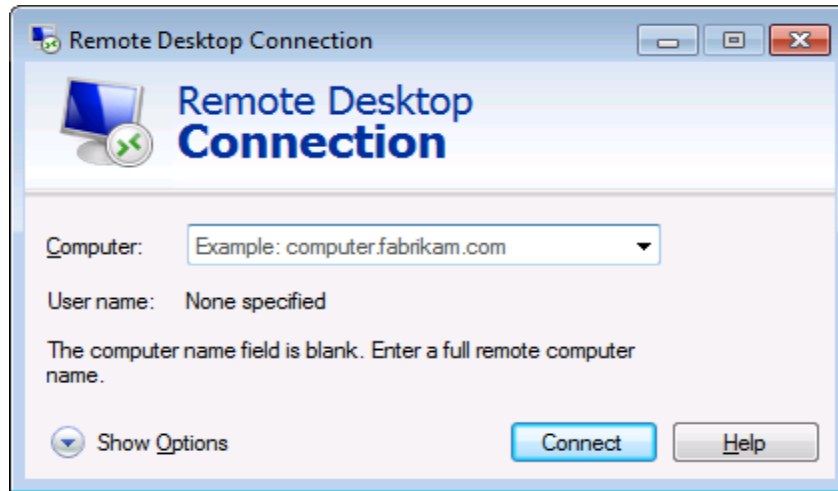 Remote Desktop Connection
Remote Desktop
Connection
Computer: Example: computer.fabrikam.com
User name: None specified
The computer name field is blank. Enter a full remote computer
name.
Show Options Connect Help